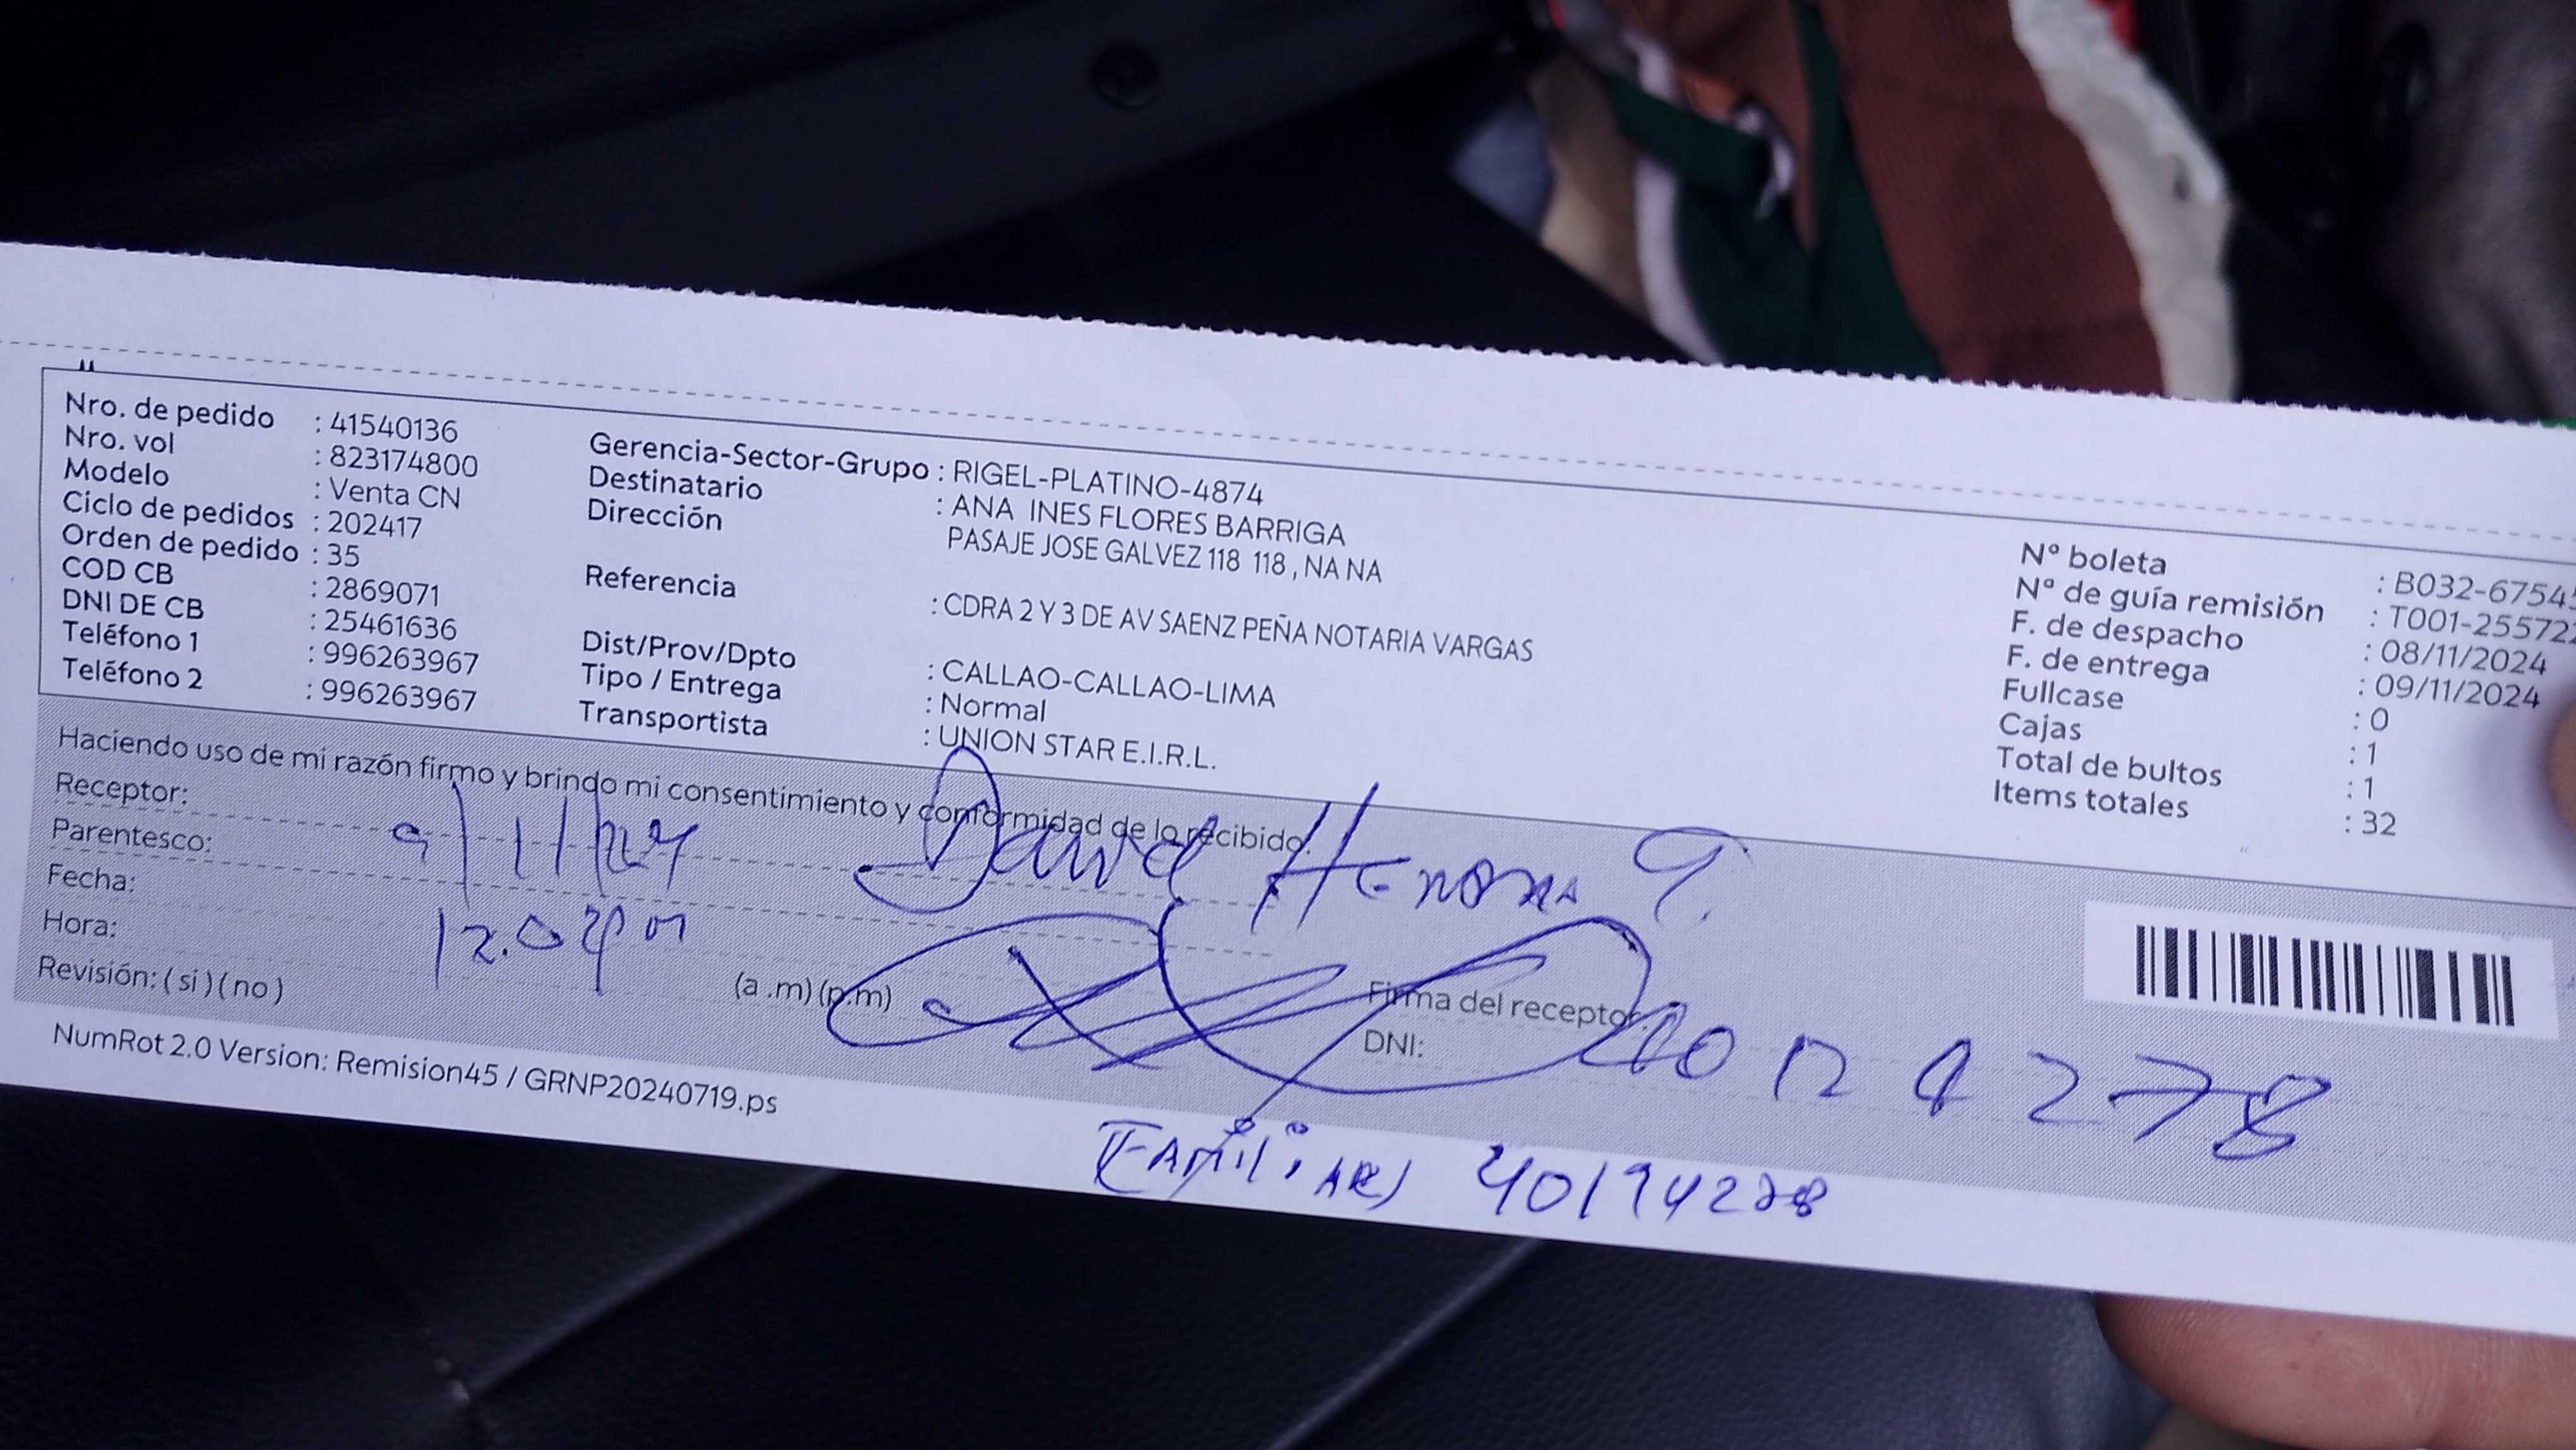 Nro. de pedido : 41540136
Nro. vol : 823174800
Modelo : Venta CN
Ciclo de pedidos : 202417
Orden de pedido : 35
COD CB : 2869071
DNI DE CB : 25461636
Teléfono 1 : 996263967
Teléfono 2 : 996263967
Gerencia-Sector-Grupo : RIGEL-PLATINO-4874
Destinatario : ANA INES FLORES BARRIGA
Dirección PASAJE JOSE GALVEZ 118 118 , NA NA
Referencia : CDRA 2 Y 3 DE AV SAENZ PEÑA NOTARIA VARGAS
Dist/Prov/Dpto : CALLAO-CALLAO-LIMA
Tipo / Entrega : Normal
Transportista : UNION STAR E.I.R.L.
N° boleta : B032-6754
N° de guía remisión : T001-25572
F. de despacho : 08/11/2024
F. de entrega : 09/11/2024
Fullcase : 0
Cajas : 1
Total de bultos : 1
Items totales : 32
Haciendo uso de mi razón firmo y brindo mi consentimiento y conformidad de lo recibido.
Receptor: David
Parentesco: 9/11/24
Fecha:
Hora:
Revisión: ( si ) ( no ) (a .m) (p.m)
Firma del receptor:
DNI:
NumRot 2.0 Version: Remision45 / GRNP20240719.ps
(FAMiLiAR) 40194278